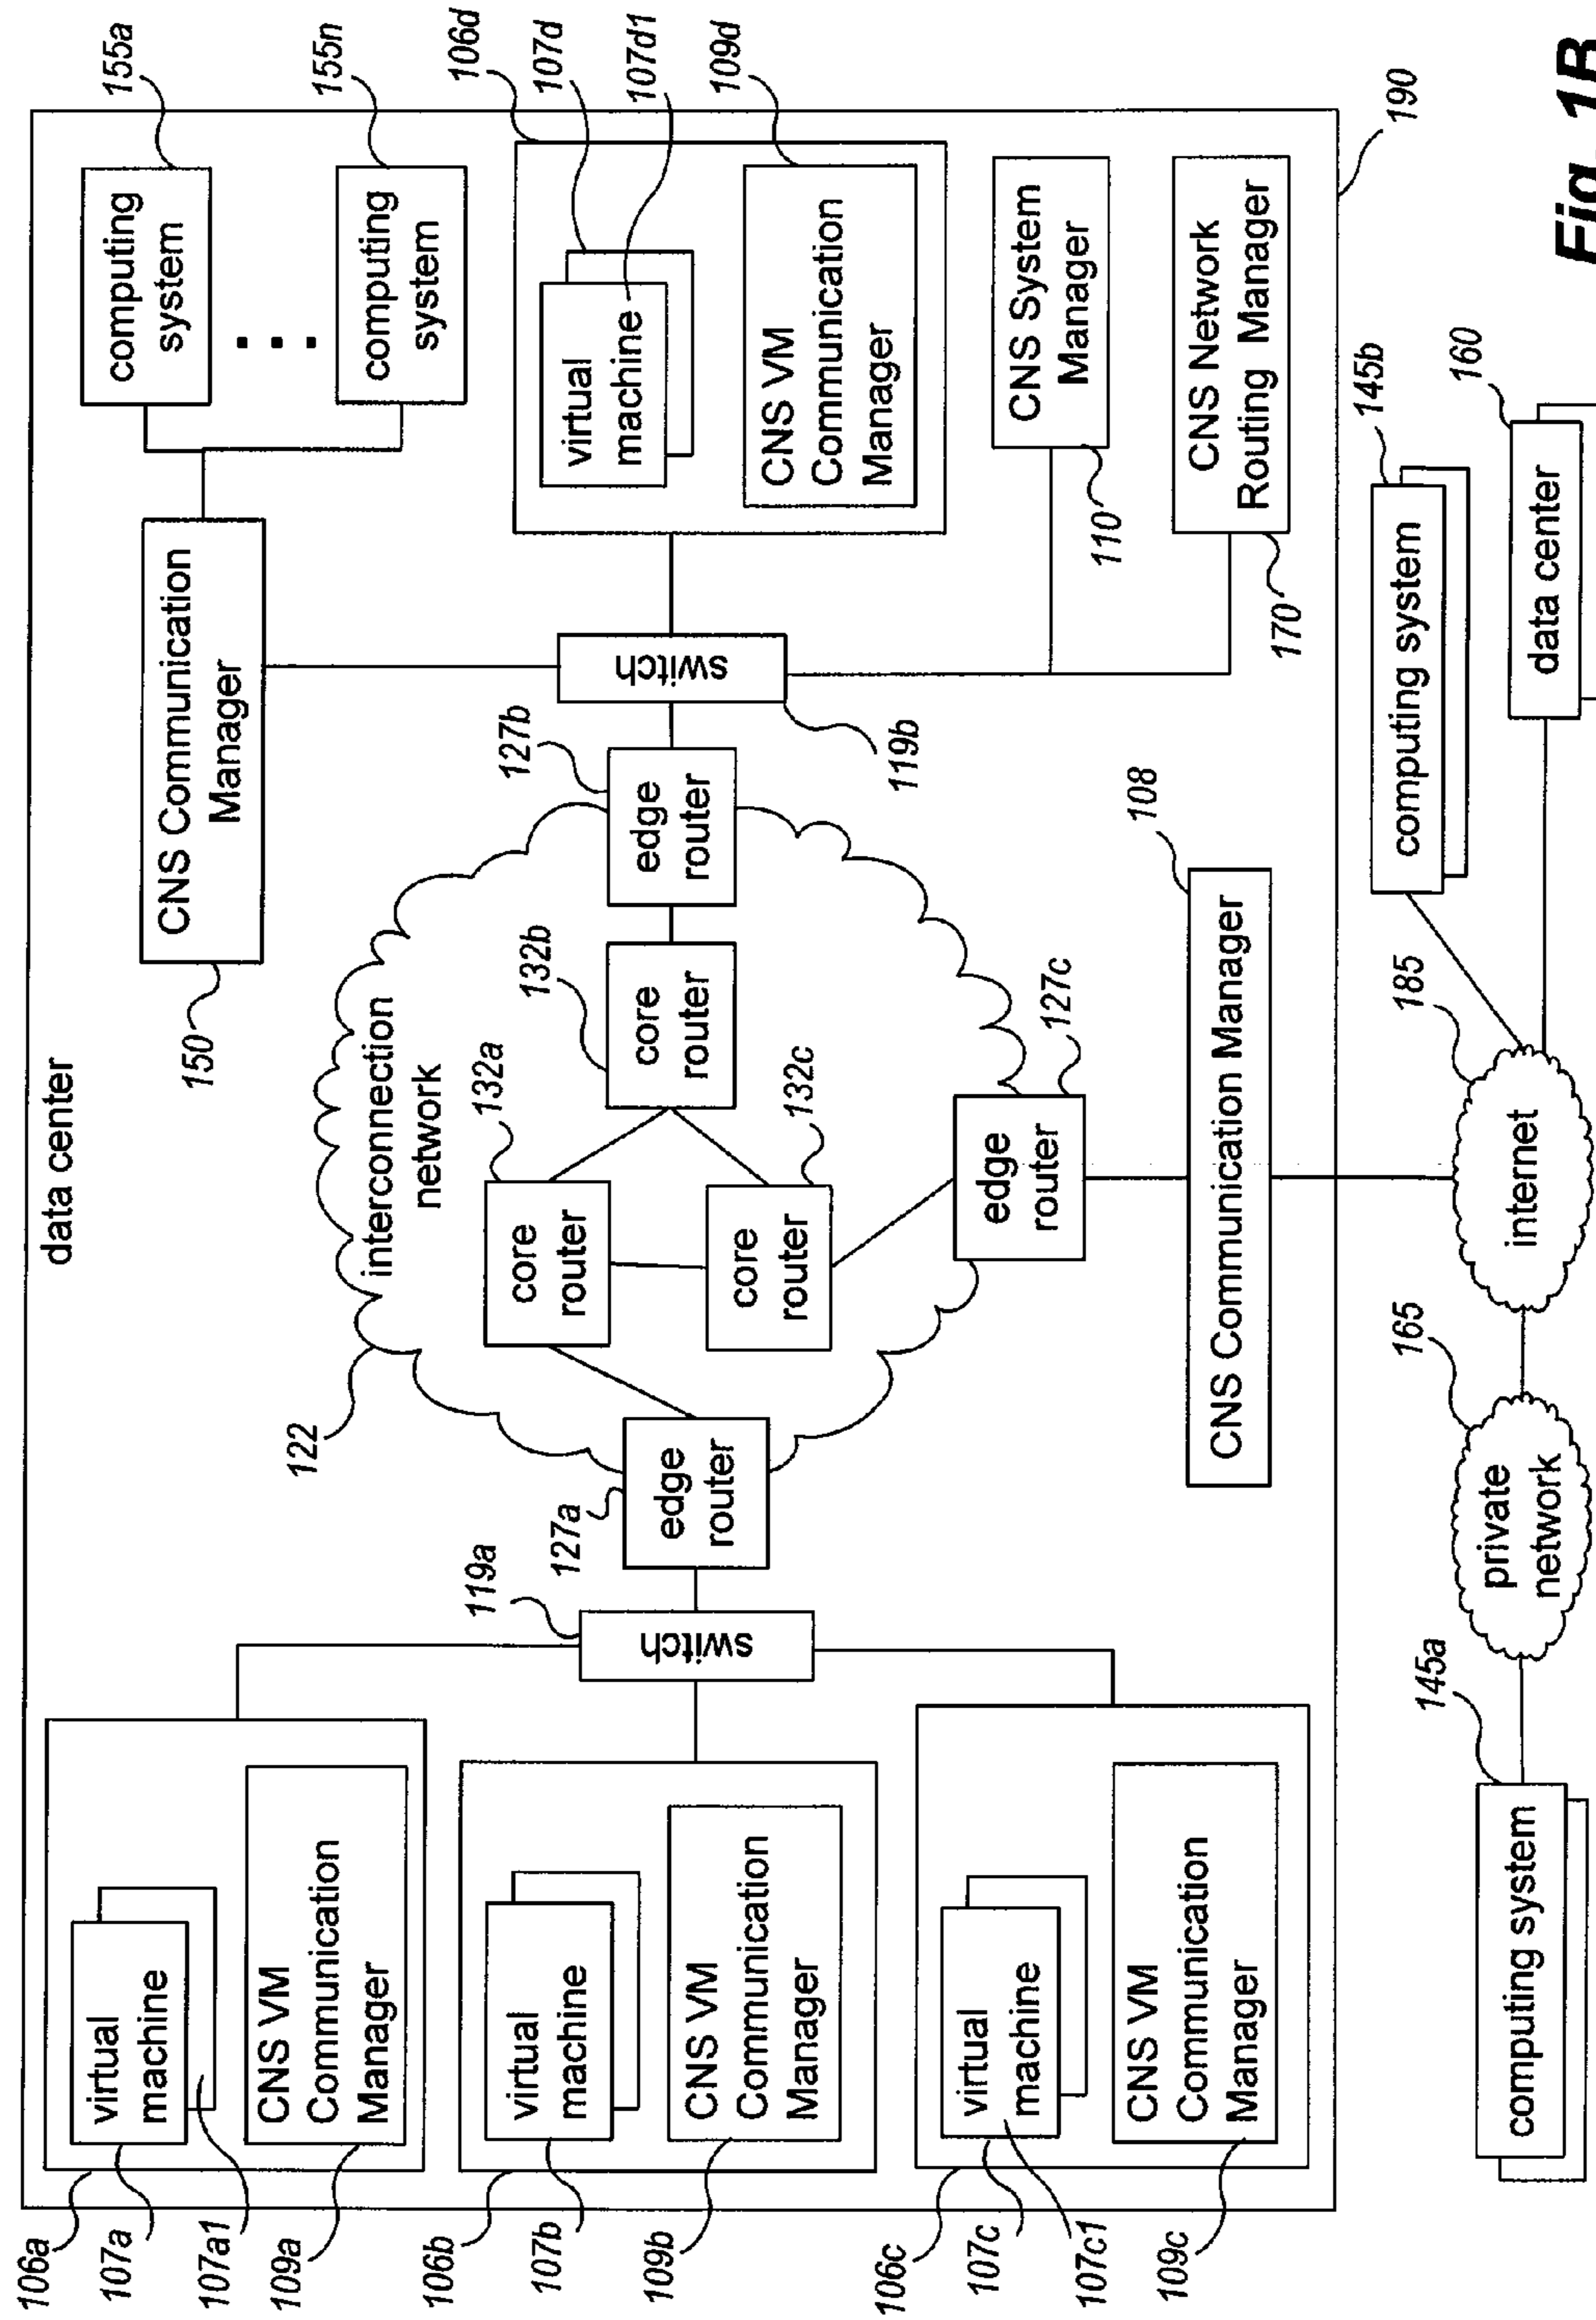 data center
106a
107a
107a1
109a
virtual
machine
CNS VM
Communication
Manager
106b
107b
109b
virtual
machine
CNS VM
Communication
Manager
106c
107c
107c1
109c
virtual
machine
CNS VM
Communication
Manager
119a
switch
122
interconnection
network
127a
edge
router
132a
core
router
132b
core
router
132c
core
router
127b
edge
router
127c
edge
router
119b
switch
150
CNS Communication
Manager
155a
computing
system
155n
computing
system
106d
107d
107d1
109d
virtual
machine
CNS VM
Communication
Manager
110
CNS System
Manager
170
CNS Network
Routing Manager
108
CNS Communication Manager
190
145a
computing system
165
private
network
185
internet
145b
computing system
160
data center
Fig. 1B